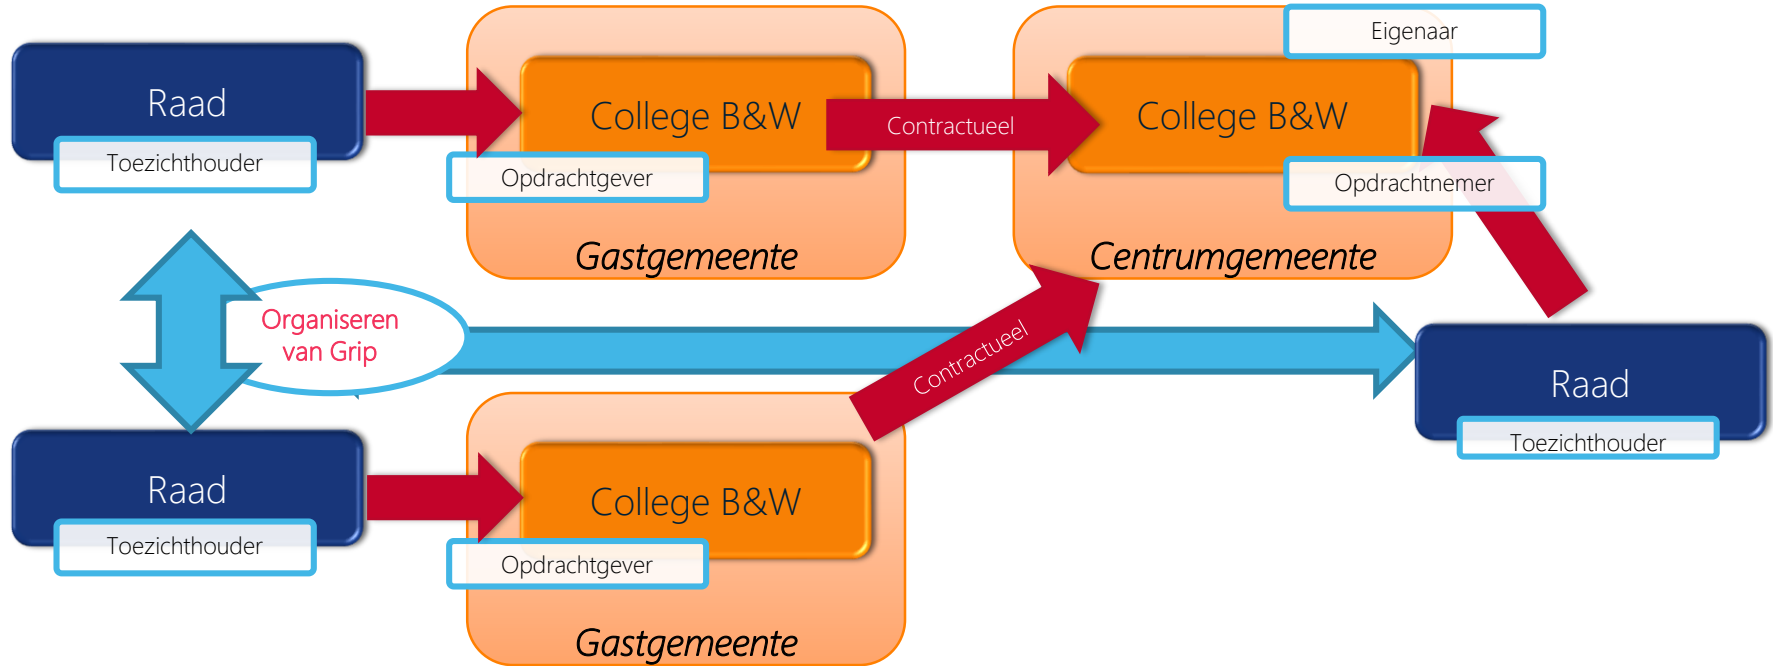 Eigenaar
Raad
Toezichthouder
College B&W
Opdrachtgever
Gastgemeente
Contractueel
College B&W
Opdrachtnemer
Centrumgemeente
Organiseren
van Grip
Contractueel
Raad
Toezichthouder
Raad
Toezichthouder
College B&W
Opdrachtgever
Gastgemeente